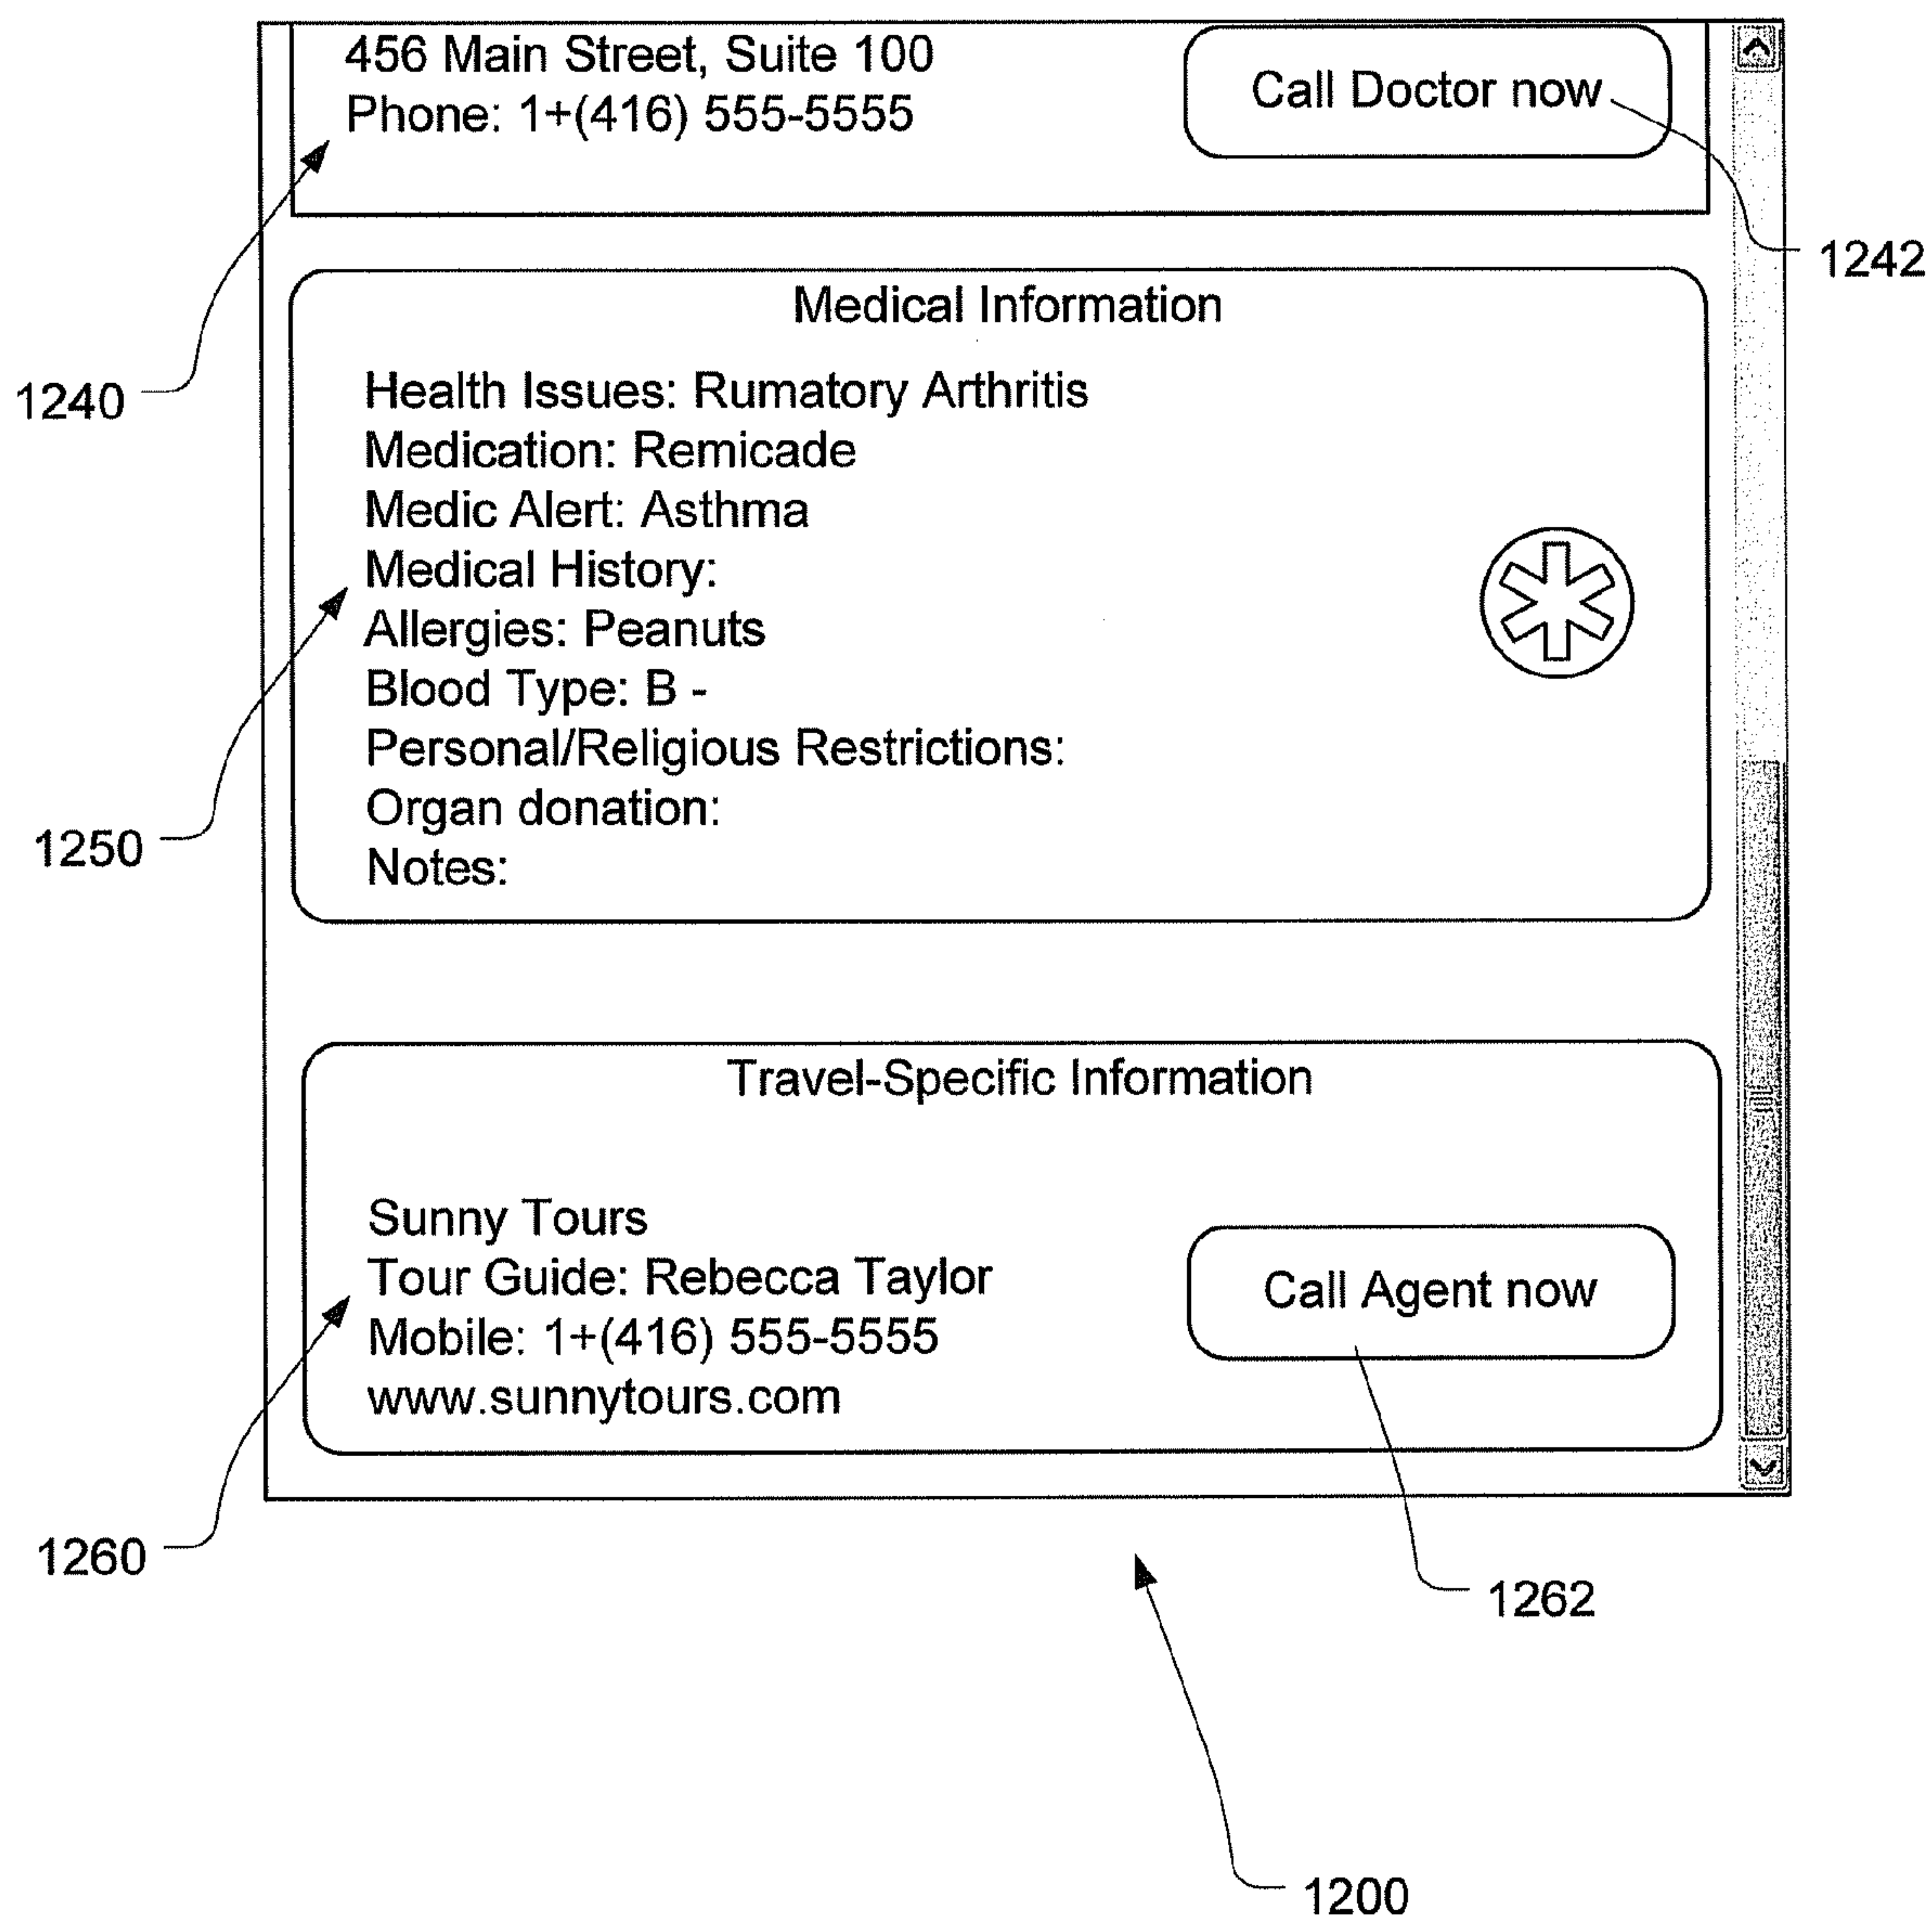 456 Main Street, Suite 100
Phone: 1+(416) 555-5555
Call Doctor now
1242
1240
Medical Information
Health Issues: Rumatory Arthritis
Medication: Remicade
Medic Alert: Asthma
Medical History:
Allergies: Peanuts
Blood Type: B -
Personal/Religious Restrictions:
Organ donation:
Notes:
1250
Travel-Specific Information
Sunny Tours
Tour Guide: Rebecca Taylor
Mobile: 1+(416) 555-5555
www.sunnytours.com
Call Agent now
1260
1262
1200